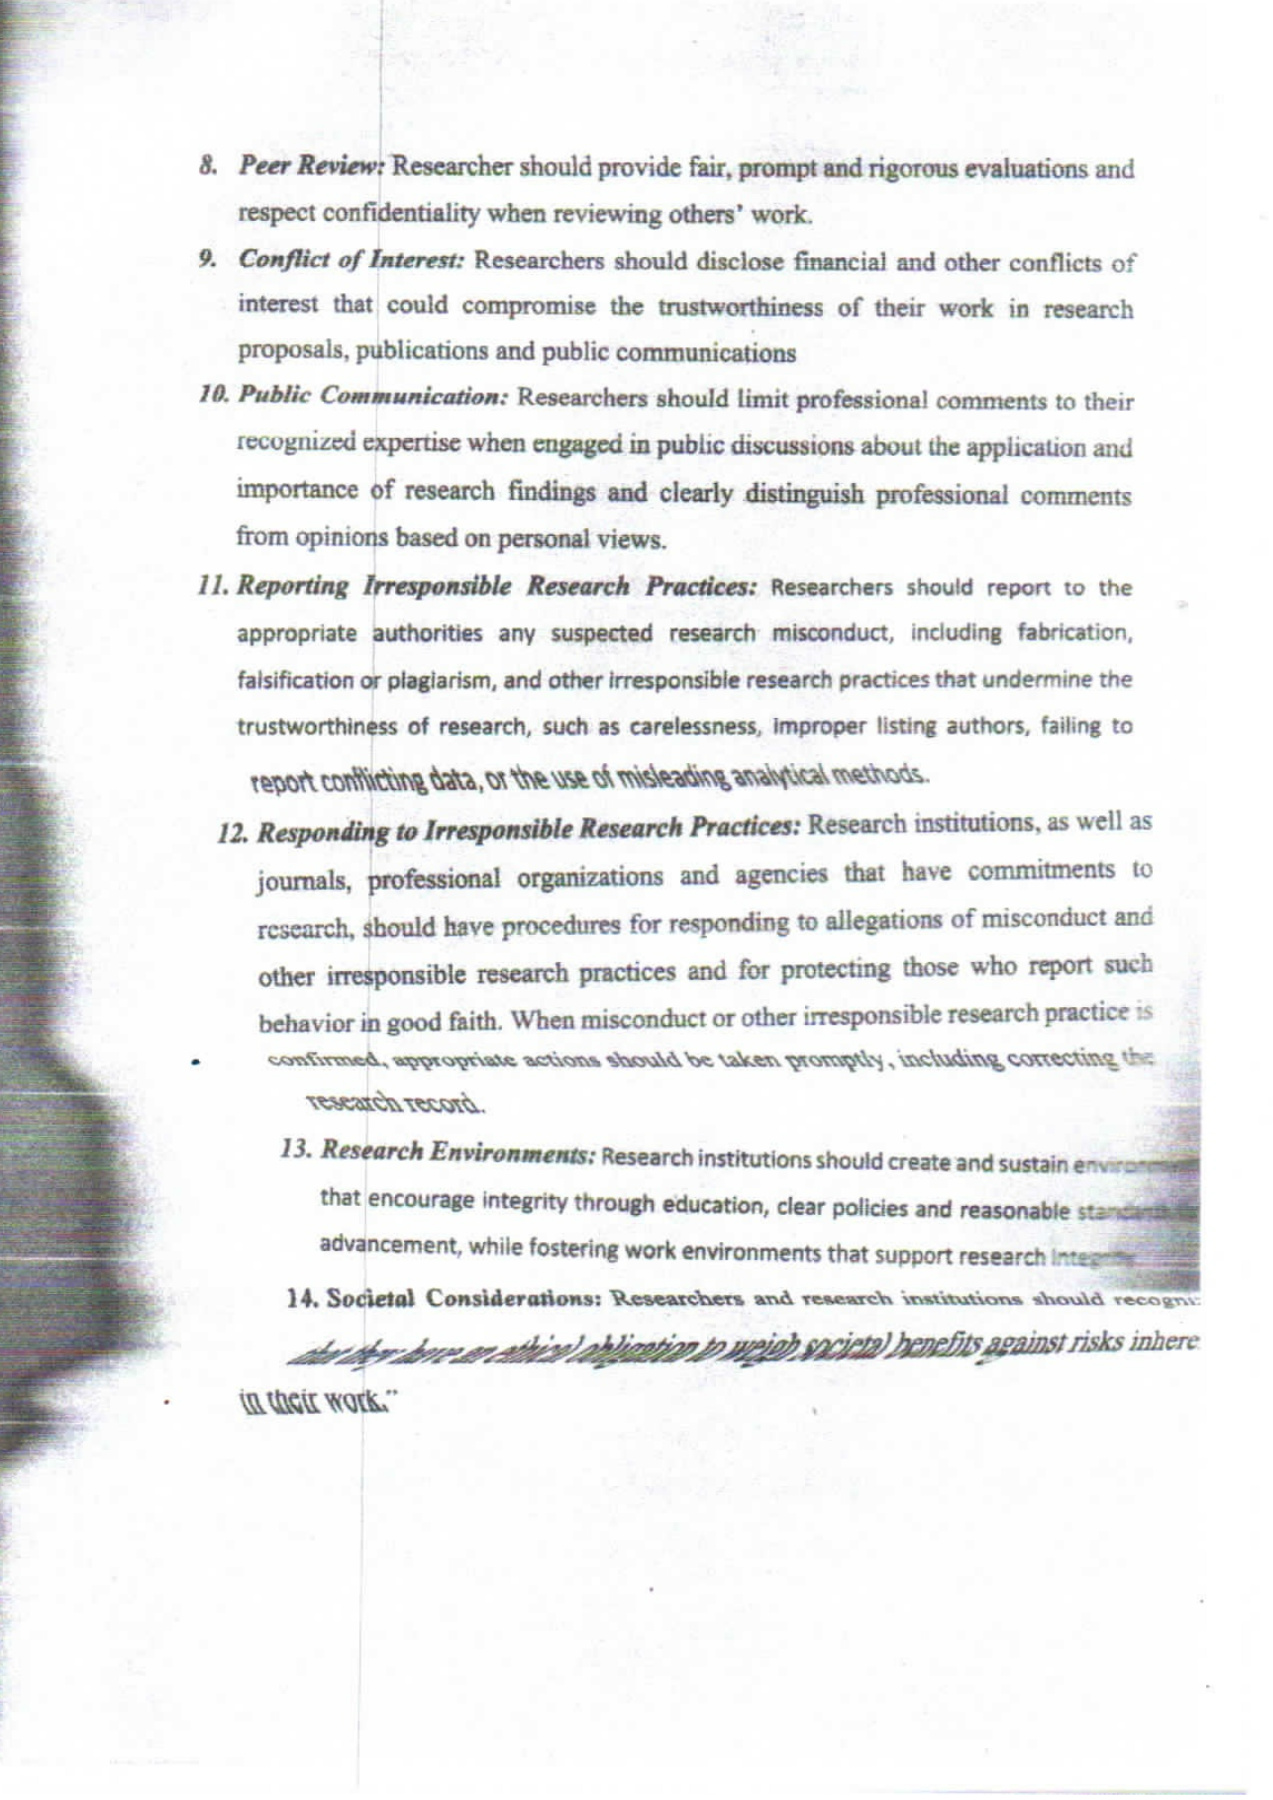 8. Peer Review: Researcher should provide fair, prompt and rigorous evaluations and
respect confidentiality when reviewing others' work.
9. Conflict of Interest: Researchers should disclose financial and other conflicts of
interest that could compromise the trustworthiness of their work in research
proposals, publications and public communications
10. Public Communication: Researchers should limit professional comments to their
recognized expertise when engaged in public discussions about the application and
importance of research findings and clearly distinguish professional comments
from opinions based on personal views.
11. Reporting Irresponsible Research Practices: Researchers should report to the
appropriate authorities any suspected research misconduct, including fabrication,
falsification or plagiarism, and other irresponsible research practices that undermine the
trustworthiness of research, such as carelessness, improper listing authors, failing to
report conflicting data, or the use of misleading analytical methods.
12. Responding to Irresponsible Research Practices: Research institutions, as well as
journals, professional organizations and agencies that have commitments to
research, should have procedures for responding to allegations of misconduct and
other irresponsible research practices and for protecting those who report such
behavior in good faith. When misconduct or other irresponsible research practice is
confirmed, appropriate actions should be taken promptly, including correcting the
research record.
13. Research Environments: Research institutions should create and sustain
that encourage integrity through education, clear policies and reasonable
advancement, while fostering work environments that support research
14. Societal Considerations: Researchers and research institutions should recogni
that they have an ethical obligation to weigh societal benefits against risks inhere
in their work."